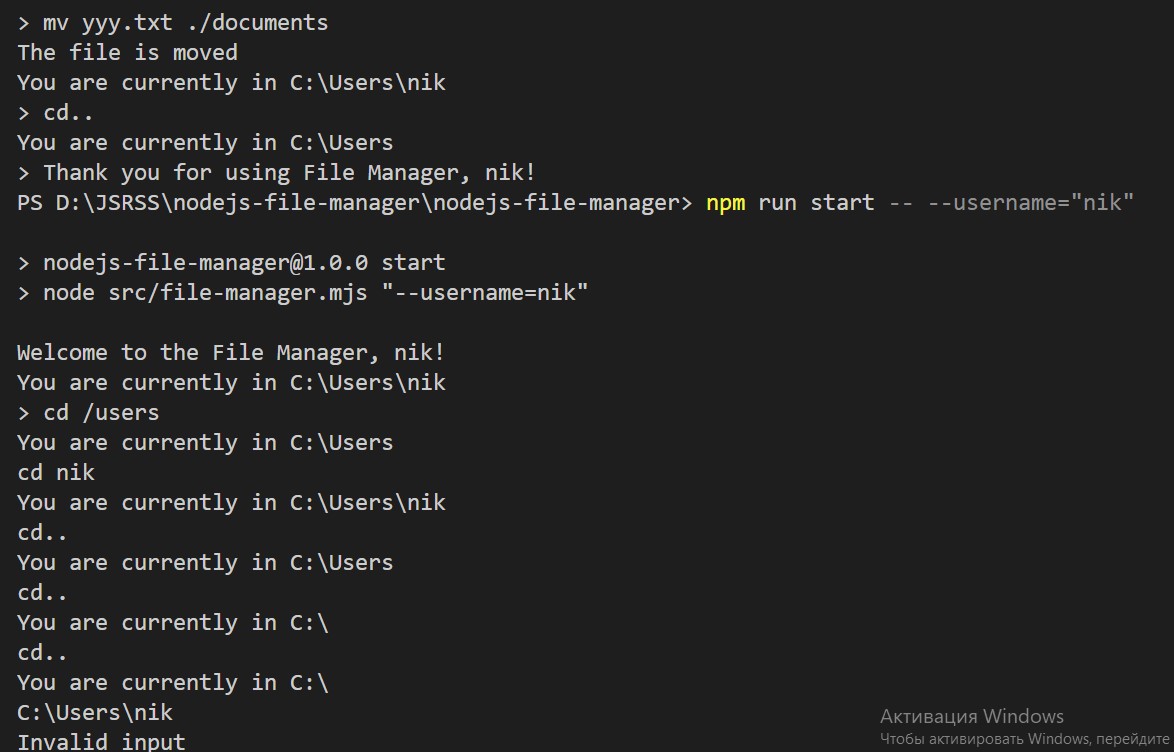 > mv yyy.txt ./documents
The file is moved
You are currently in C:\Users\nik
> cd..
You are currently in C:\Users
> Thank you for using File Manager, nik!
PS D:\JSRSS\nodejs-file-manager\nodejs-file-manager> npm run start -- --username="nik"
> nodejs-file-manager@1.0.0 start
> node src/file-manager.mjs "--username=nik"
Welcome to the File Manager, nik!
You are currently in C:\Users\nik
> cd /users
You are currently in C:\Users
cd nik
You are currently in C:\Users\nik
cd..
You are currently in C:\Users
cd..
You are currently in C:\
cd..
You are currently in C:\
C:\Users\nik
Invalid input
Активация Windows
Чтобы активировать Windows, перейдите